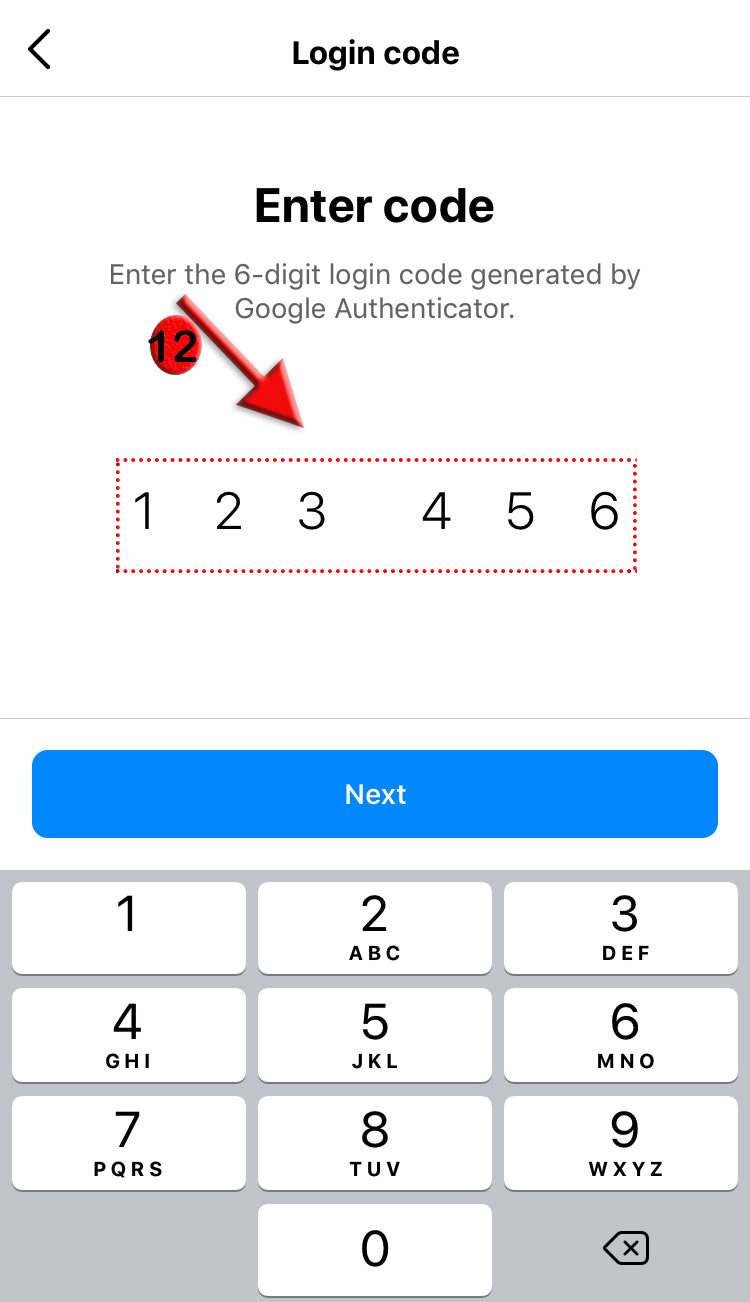 Login code
Enter code
Enter the 6-digit login code generated by
Google Authenticator.
12
1 2 3 4 5 6
Next
1 2 3
ABC DEF
4 5 6
GHI JKL MNO
7 8 9
PQRS TUV WXYZ
0